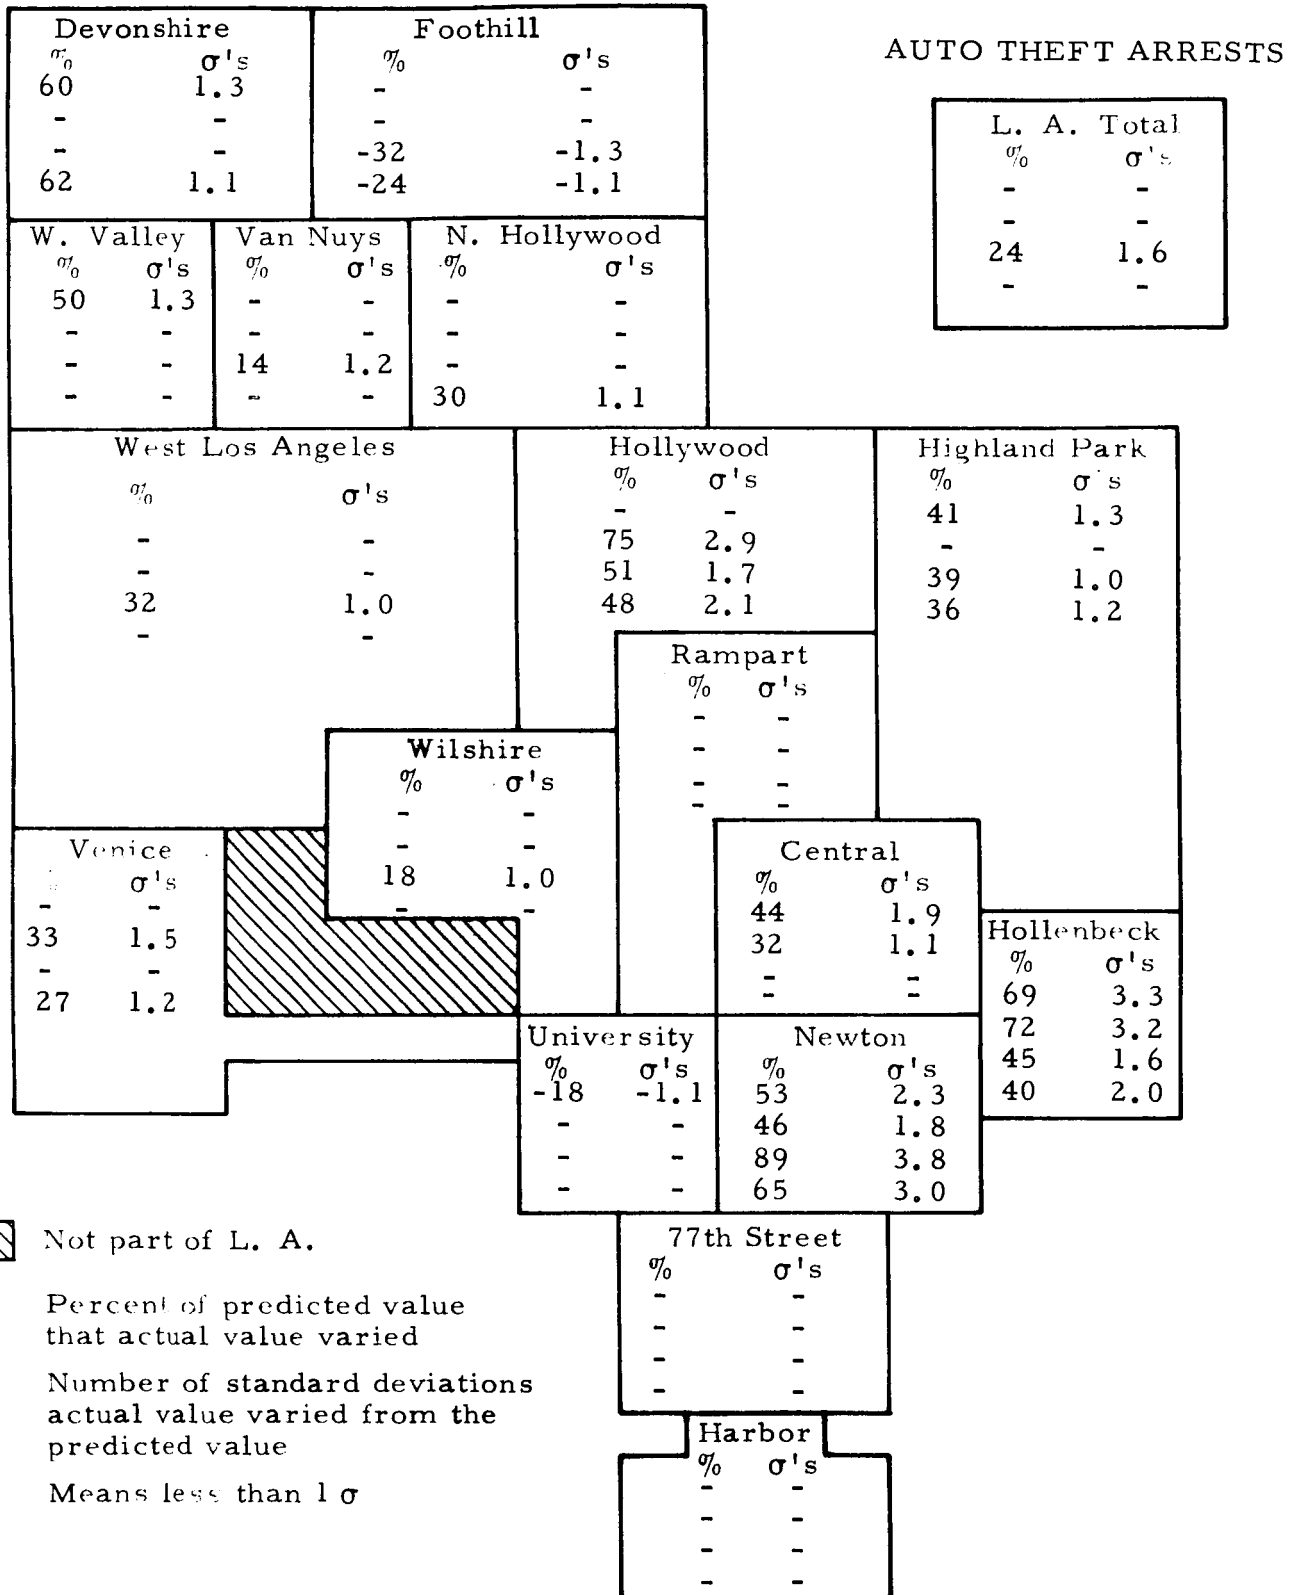 AUTO THEFT ARRESTS
L. A. Total
% σ's
- -
- -
24 1.6
- -
Devonshire
% σ's
60 1.3
- -
- -
62 1.1
Foothill
% σ's
- -
- -
-32 -1.3
-24 -1.1
W. Valley
% σ's
50 1.3
- -
- -
- -
Van Nuys
% σ's
- -
- -
14 1.2
- -
N. Hollywood
% σ's
- -
- -
- -
30 1.1
West Los Angeles
% σ's
- -
- -
32 1.0
- -
Hollywood
% σ's
- -
75 2.9
51 1.7
48 2.1
Highland Park
% σ's
41 1.3
- -
39 1.0
36 1.2
Rampart
% σ's
- -
- -
- -
- -
Wilshire
% σ's
- -
- -
18 1.0
- -
Venice
σ's
- -
33 1.5
- -
27 1.2
Central
% σ's
44 1.9
32 1.1
- -
- -
Hollenbeck
% σ's
69 3.3
72 3.2
45 1.6
40 2.0
University
% σ's
-18 -1.1
- -
- -
- -
Newton
% σ's
53 2.3
46 1.8
89 3.8
65 3.0
77th Street
% σ's
- -
- -
- -
- -
Harbor
% σ's
- -
- -
- -
- -
Not part of L. A.
Percent of predicted value
that actual value varied
Number of standard deviations
actual value varied from the
predicted value
Means less than 1 σ